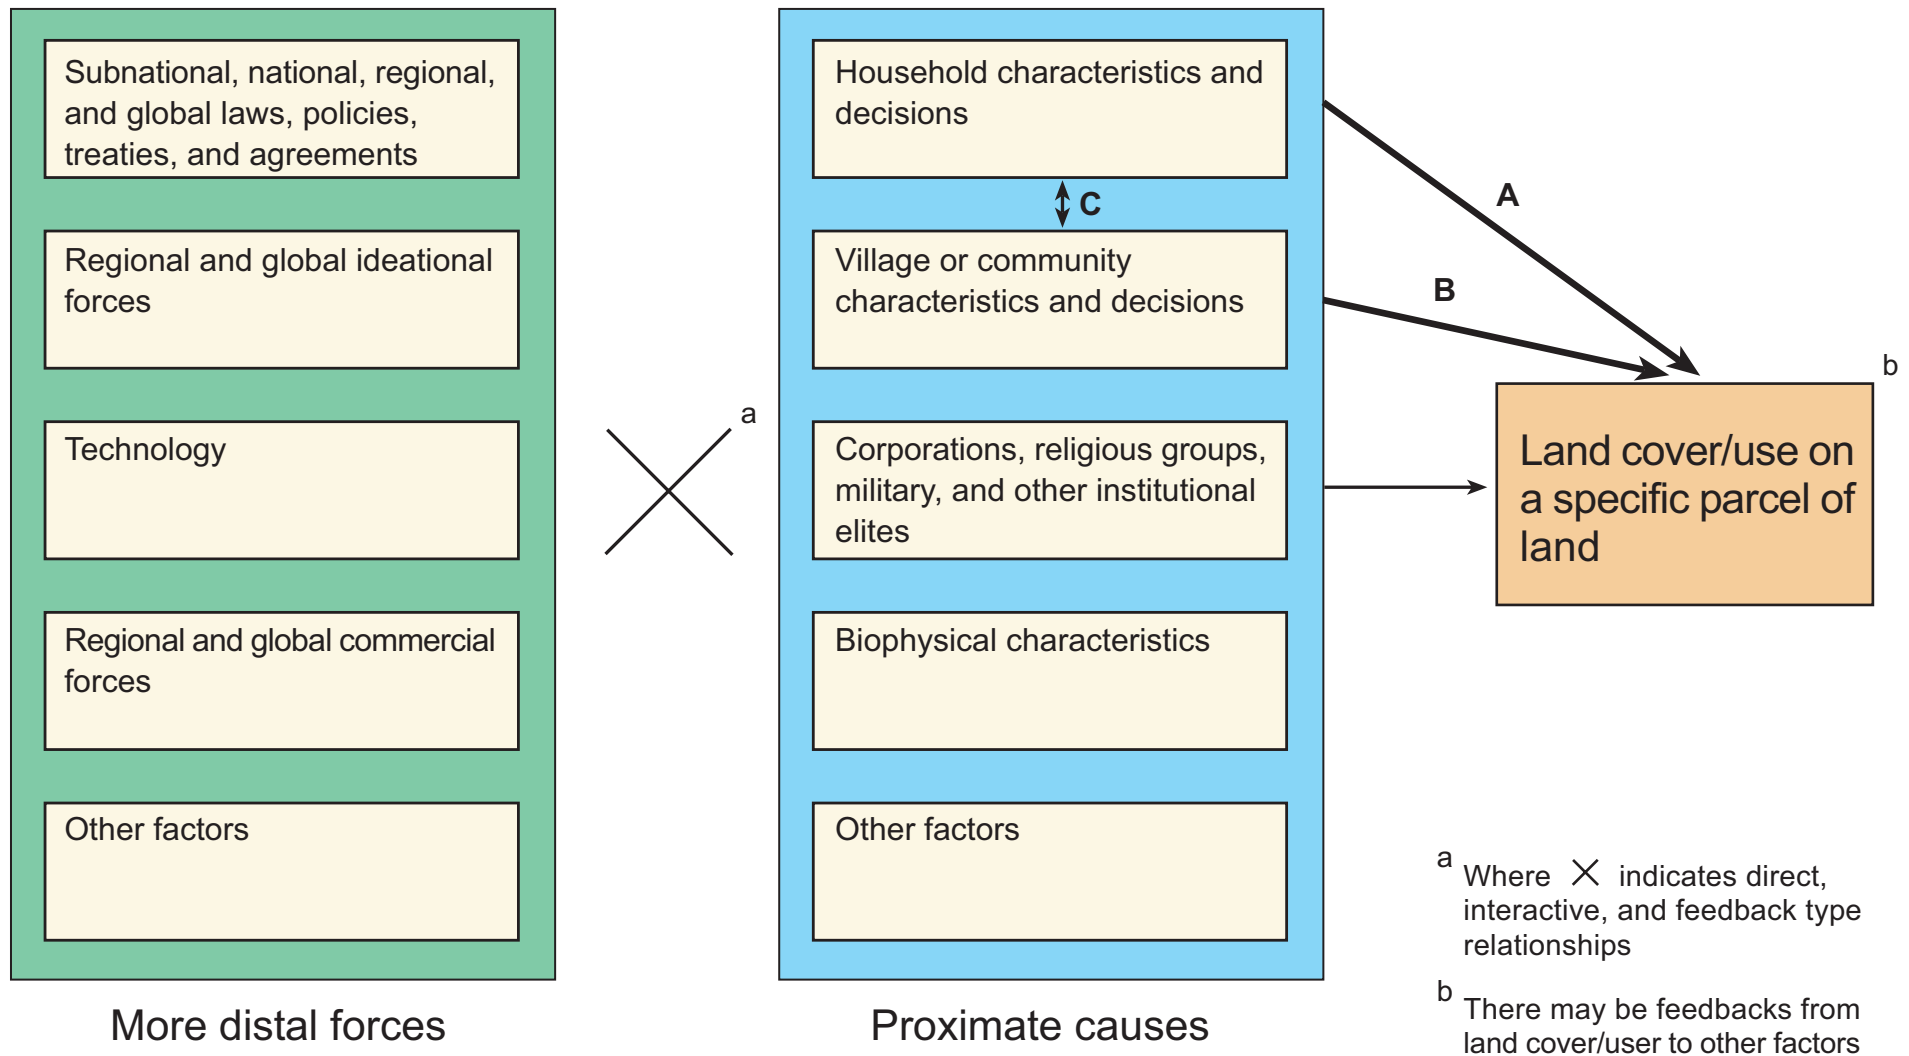 Subnational, national, regional,
and global laws, policies,
treaties, and agreements
Regional and global ideational
forces
Technology
Regional and global commercial
forces
Other factors
More distal forces
a
Household characteristics and
decisions
C
Village or community
characteristics and decisions
Corporations, religious groups,
military, and other institutional
elites
Biophysical characteristics
Other factors
Proximate causes
A
B
b
Land cover/use on
a specific parcel of
land
a Where × indicates direct,
interactive, and feedback type
relationships
b There may be feedbacks from
land cover/user to other factors